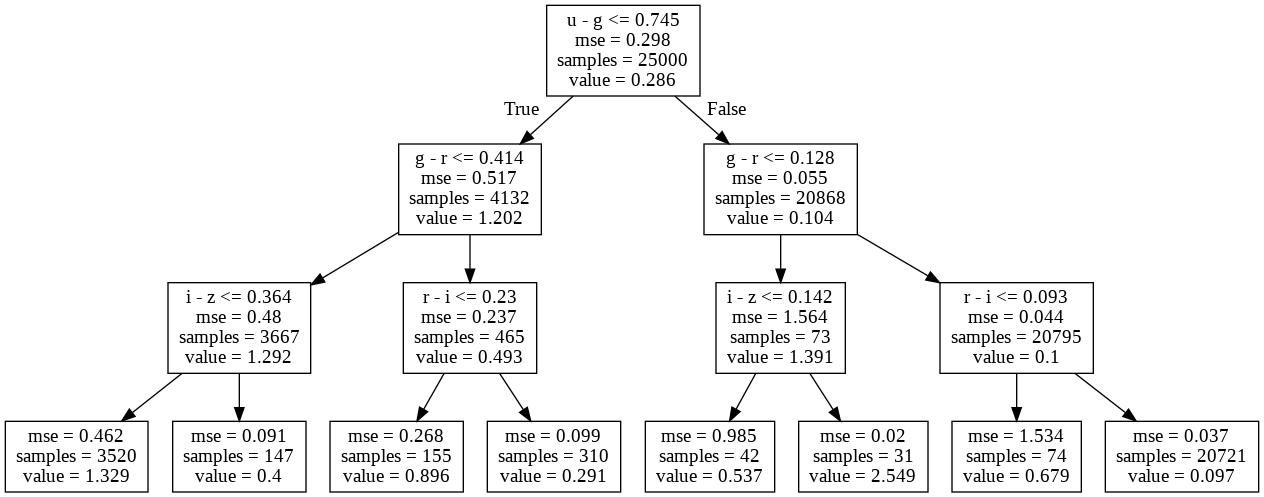 u - g <= 0.745
mse = 0.298
samples = 25000
value = 0.286
True
False
g - r <= 0.414
mse = 0.517
samples = 4132
value = 1.202
g - r <= 0.128
mse = 0.055
samples = 20868
value = 0.104
i - z <= 0.364
mse = 0.48
samples = 3667
value = 1.292
r - i <= 0.23
mse = 0.237
samples = 465
value = 0.493
i - z <= 0.142
mse = 1.564
samples = 73
value = 1.391
r - i <= 0.093
mse = 0.044
samples = 20795
value = 0.1
mse = 0.462
samples = 3520
value = 1.329
mse = 0.091
samples = 147
value = 0.4
mse = 0.268
samples = 155
value = 0.896
mse = 0.099
samples = 310
value = 0.291
mse = 0.985
samples = 42
value = 0.537
mse = 0.02
samples = 31
value = 2.549
mse = 1.534
samples = 74
value = 0.679
mse = 0.037
samples = 20721
value = 0.097